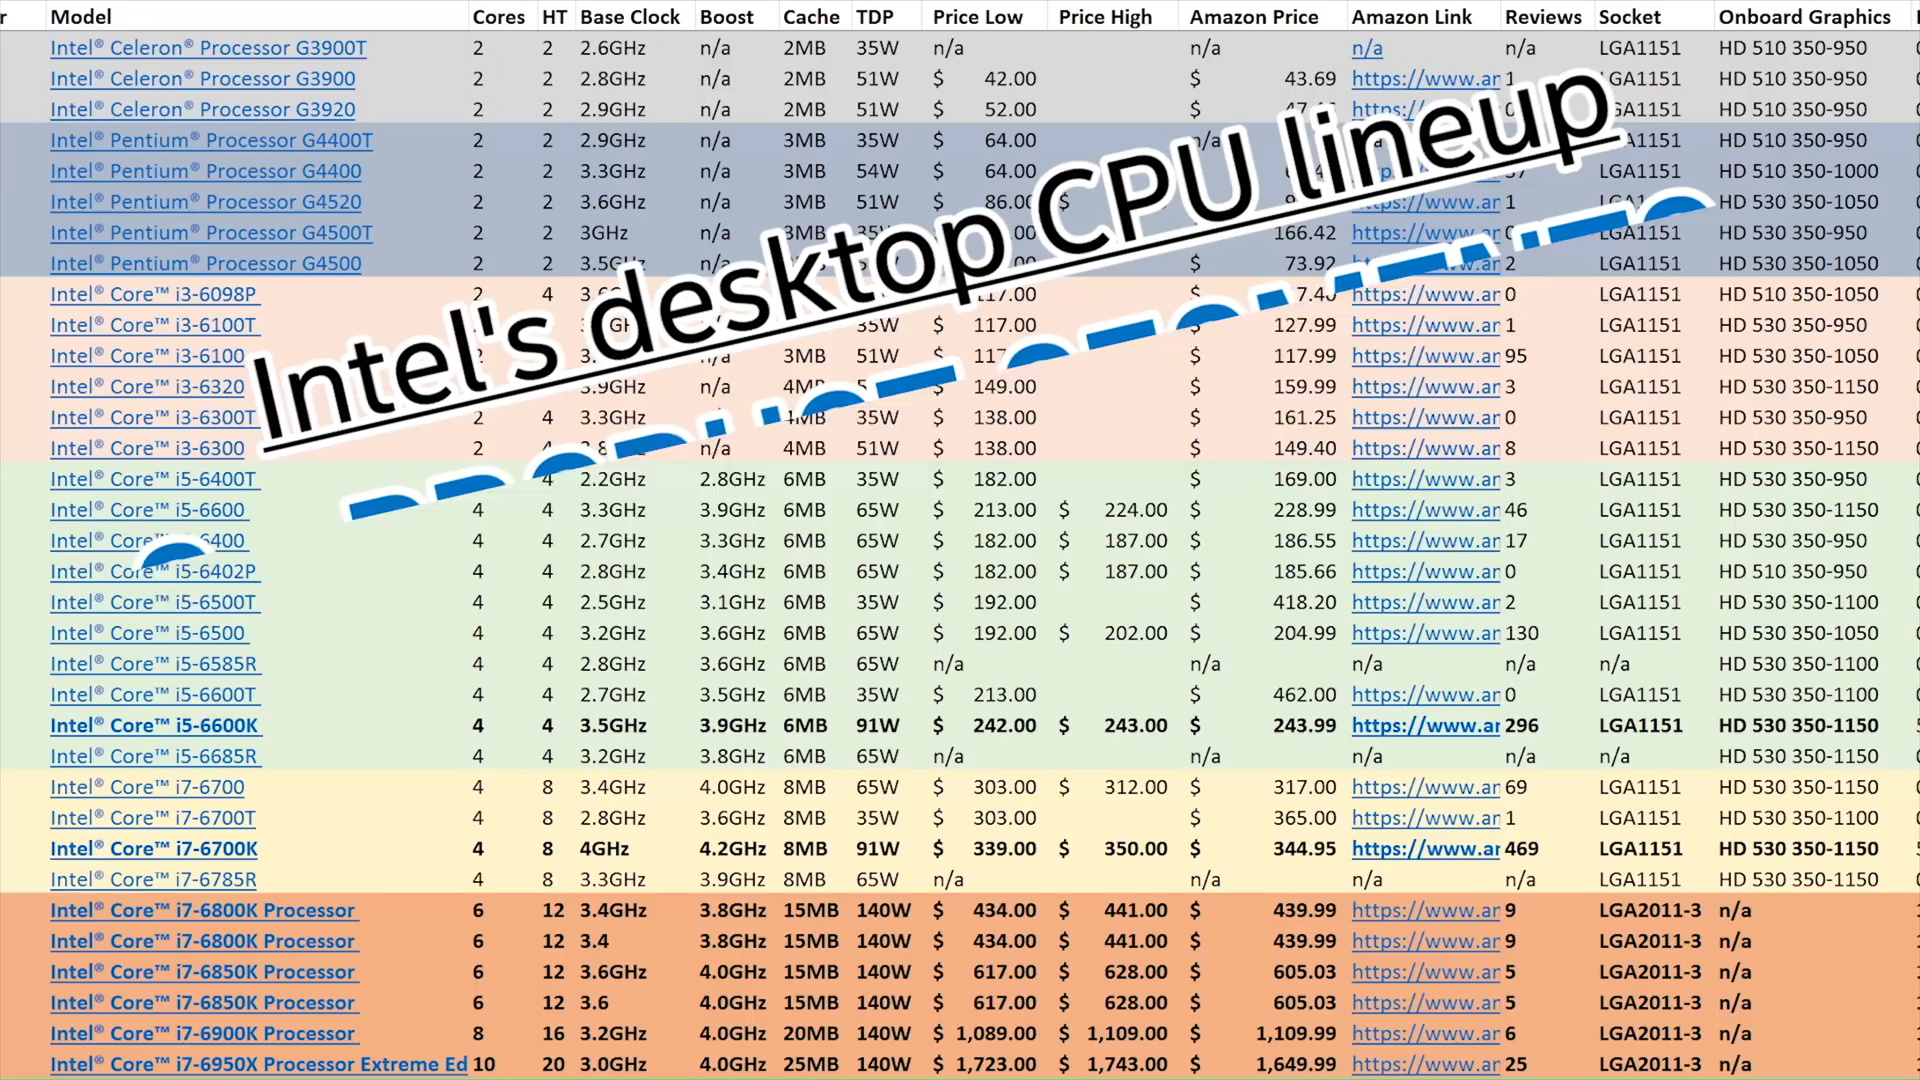 Model Cores HT Base Clock Boost Cache TDP Price Low Price High Amazon Price Amazon Link Reviews Socket Onboard Graphics
Intel® Celeron® Processor G3900T 2 2 2.6GHz n/a 2MB 35W n/a n/a n/a n/a LGA1151 HD 510 350-950
Intel® Celeron® Processor G3900 2 2 2.8GHz n/a 2MB 51W $ 42.00 $ 43.69 https://www.ar 1 LGA1151 HD 510 350-950
Intel® Celeron® Processor G3920 2 2 2.9GHz n/a 2MB 51W $ 52.00 $ LGA1151 HD 510 350-950
Intel® Pentium® Processor G4400T 2 2 2.9GHz n/a 3MB 35W $ 64.00 n/a LGA1151 HD 510 350-950
Intel® Pentium® Processor G4400 2 2 3.3GHz n/a 3MB 54W $ 64.00 LGA1151 HD 510 350-1000
Intel® Pentium® Processor G4520 2 2 3.6GHz n/a 3MB 51W $ 86.00 $ https://www.ar 1 LGA1151 HD 530 350-1050
Intel® Pentium® Processor G4500T 2 2 3GHz n/a 3MB 35W 166.42 https://www.ar LGA1151 HD 530 350-950
Intel® Pentium® Processor G4500 2 2 3.5GHz n/a $ 73.92 https://www.ar 2 LGA1151 HD 530 350-1050
Intel® Core™ i3-6098P 2 4 $ https://www.ar 0 LGA1151 HD 510 350-1050
Intel® Core™ i3-6100T 35W $ 117.00 $ 127.99 https://www.ar 1 LGA1151 HD 530 350-950
Intel® Core™ i3-6100 2 n/a 3MB 51W $ $ 117.99 https://www.ar 95 LGA1151 HD 530 350-1050
Intel® Core™ i3-6320 3.9GHz n/a 4MB $ 149.00 $ 159.99 https://www.ar 3 LGA1151 HD 530 350-1150
Intel® Core™ i3-6300T 2 4 3.3GHz 4MB 35W $ 138.00 $ 161.25 https://www.ar 0 LGA1151 HD 530 350-950
Intel® Core™ i3-6300 2 4 n/a 4MB 51W $ 138.00 $ 149.40 https://www.ar 8 LGA1151 HD 530 350-1150
Intel® Core™ i5-6400T 4 2.2GHz 2.8GHz 6MB 35W $ 182.00 $ 169.00 https://www.ar 3 LGA1151 HD 530 350-950
Intel® Core™ i5-6600 4 4 3.3GHz 3.9GHz 6MB 65W $ 213.00 $ 224.00 $ 228.99 https://www.ar 46 LGA1151 HD 530 350-1150
Intel® Core™ i5-6400 4 4 2.7GHz 3.3GHz 6MB 65W $ 182.00 $ 187.00 $ 186.55 https://www.ar 17 LGA1151 HD 530 350-950
Intel® Core™ i5-6402P 4 4 2.8GHz 3.4GHz 6MB 65W $ 182.00 $ 187.00 $ 185.66 https://www.ar 0 LGA1151 HD 510 350-950
Intel® Core™ i5-6500T 4 4 2.5GHz 3.1GHz 6MB 35W $ 192.00 $ 418.20 https://www.ar 2 LGA1151 HD 530 350-1100
Intel® Core™ i5-6500 4 4 3.2GHz 3.6GHz 6MB 65W $ 192.00 $ 202.00 $ 204.99 https://www.ar 130 LGA1151 HD 530 350-1050
Intel® Core™ i5-6585R 4 4 2.8GHz 3.6GHz 6MB 65W n/a n/a n/a n/a n/a HD 530 350-1100
Intel® Core™ i5-6600T 4 4 2.7GHz 3.5GHz 6MB 35W $ 213.00 $ 462.00 https://www.ar 0 LGA1151 HD 530 350-1100
Intel® Core™ i5-6600K 4 4 3.5GHz 3.9GHz 6MB 91W $ 242.00 $ 243.00 $ 243.99 https://www.ar 296 LGA1151 HD 530 350-1150
Intel® Core™ i5-6685R 4 4 3.2GHz 3.8GHz 6MB 65W n/a n/a n/a n/a n/a HD 530 350-1150
Intel® Core™ i7-6700 4 8 3.4GHz 4.0GHz 8MB 65W $ 303.00 $ 312.00 $ 317.00 https://www.ar 69 LGA1151 HD 530 350-1150
Intel® Core™ i7-6700T 4 8 2.8GHz 3.6GHz 8MB 35W $ 303.00 $ 365.00 https://www.ar 1 LGA1151 HD 530 350-1100
Intel® Core™ i7-6700K 4 8 4GHz 4.2GHz 8MB 91W $ 339.00 $ 350.00 $ 344.95 https://www.ar 469 LGA1151 HD 530 350-1150
Intel® Core™ i7-6785R 4 8 3.3GHz 3.9GHz 8MB 65W n/a n/a n/a n/a LGA1151 HD 530 350-1150
Intel® Core™ i7-6800K Processor 6 12 3.4GHz 3.8GHz 15MB 140W $ 434.00 $ 441.00 $ 439.99 https://www.ar 9 LGA2011-3 n/a
Intel® Core™ i7-6800K Processor 6 12 3.4 3.8GHz 15MB 140W $ 434.00 $ 441.00 $ 439.99 https://www.ar 9 LGA2011-3 n/a
Intel® Core™ i7-6850K Processor 6 12 3.6GHz 4.0GHz 15MB 140W $ 617.00 $ 628.00 $ 605.03 https://www.ar 5 LGA2011-3 n/a
Intel® Core™ i7-6850K Processor 6 12 3.6 4.0GHz 15MB 140W $ 617.00 $ 628.00 $ 605.03 https://www.ar 5 LGA2011-3 n/a
Intel® Core™ i7-6900K Processor 8 16 3.2GHz 4.0GHz 20MB 140W $ 1,089.00 $ 1,109.00 $ 1,109.99 https://www.ar 6 LGA2011-3 n/a
Intel® Core™ i7-6950X Processor Extreme Ed 10 20 3.0GHz 4.0GHz 25MB 140W $ 1,723.00 $ 1,743.00 $ 1,649.99 https://www.ar 25 LGA2011-3 n/a
Intel's desktop CPU lineup